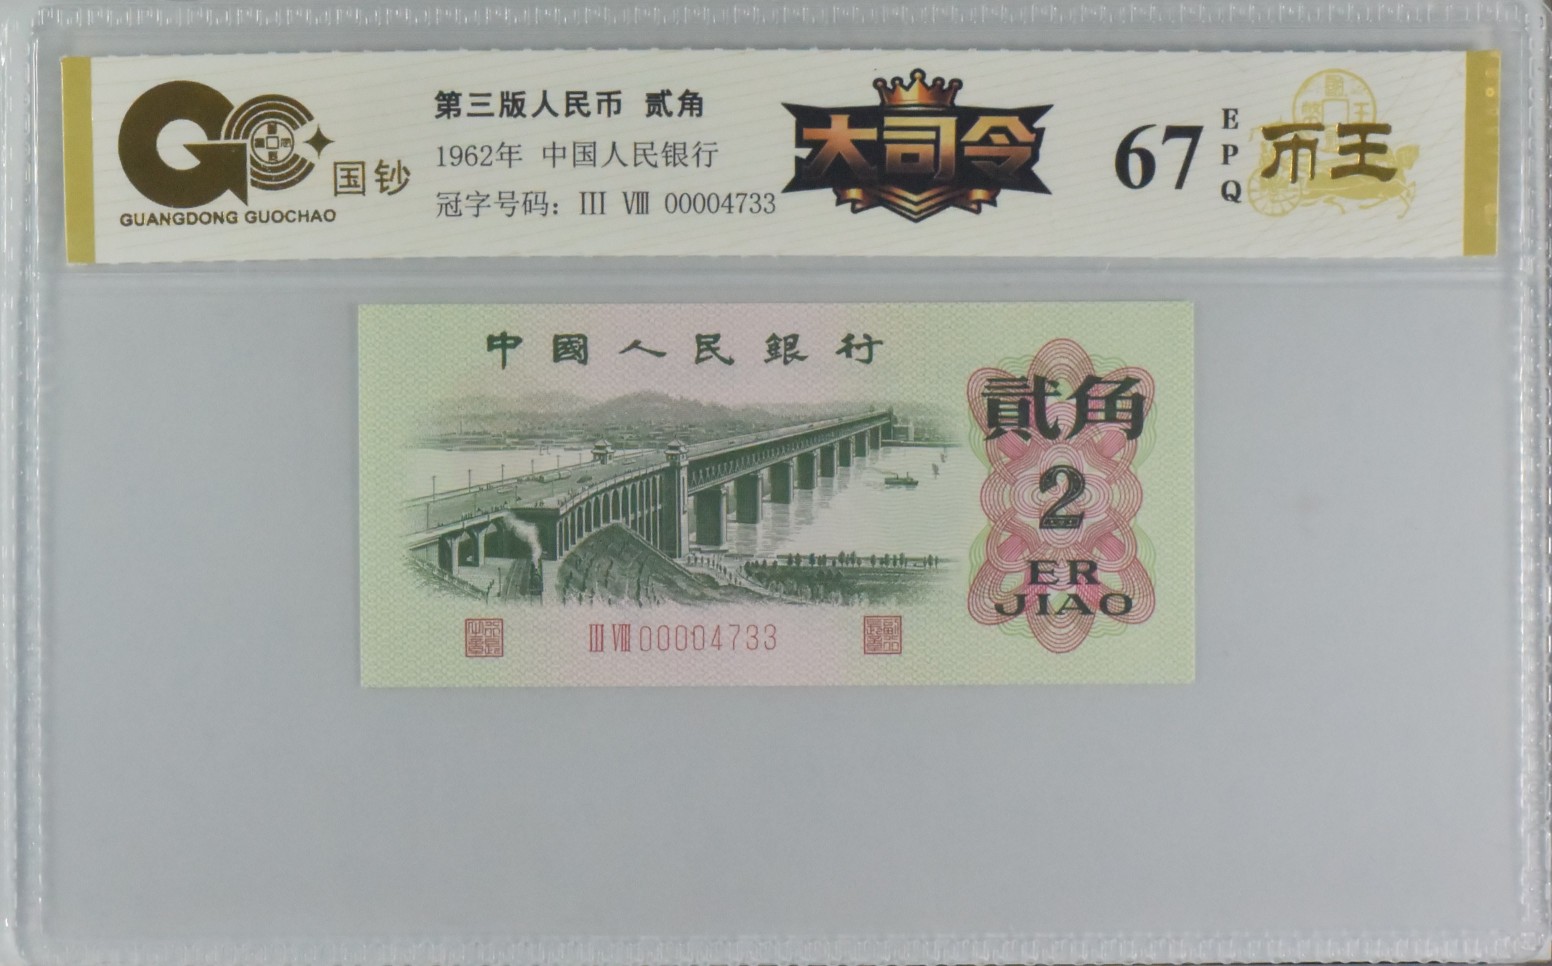 国钞
GUANGDONG GUOCHAO
第三版人民币 贰角
1962年 中国人民银行
冠字号码: III VIII 00004733
大司令
67
EPQ
币王
中國人民銀行
貳角
2
ER
JIAO
III VIII 00004733